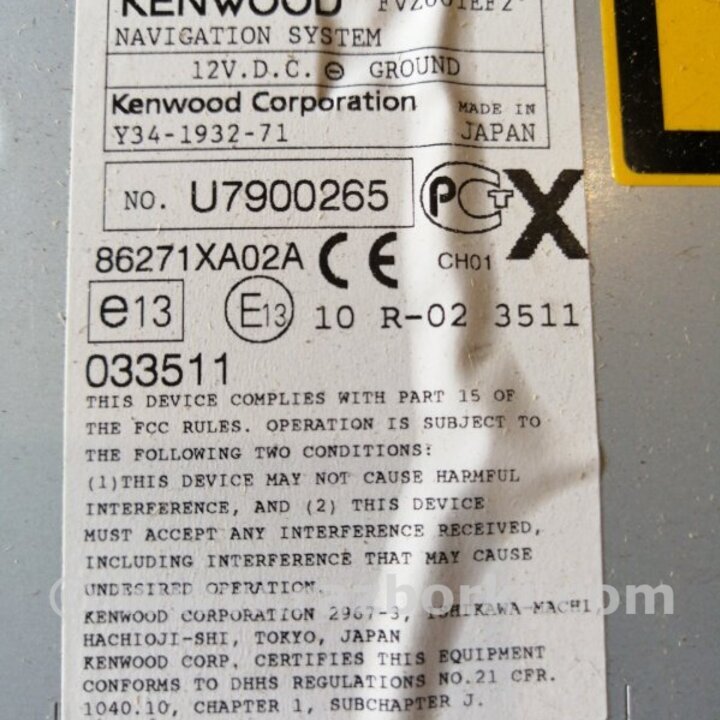 KENWOOD
NAVIGATION SYSTEM
12V.D.C. ⊖ GROUND
Kenwood Corporation
MADE IN
Y34-1932-71
JAPAN
NO. U7900265
РСТ
X
86271XA02A CE CH01
e13 E13 10 R-02 3511
033511
THIS DEVICE COMPLIES WITH PART 15 OF
THE FCC RULES. OPERATION IS SUBJECT TO
THE FOLLOWING TWO CONDITIONS:
(1)THIS DEVICE MAY NOT CAUSE HARMFUL
INTERFERENCE, AND (2) THIS DEVICE
MUST ACCEPT ANY INTERFERENCE RECEIVED,
INCLUDING INTERFERENCE THAT MAY CAUSE
UNDESIRED OPERATION.
KENWOOD CORPORATION 2967-3, ISHIKAWA-MACHI,
HACHIOJI-SHI, TOKYO, JAPAN
KENWOOD CORP. CERTIFIES THIS EQUIPMENT
CONFORMS TO DHHS REGULATIONS NO.21 CFR.
1040.10, CHAPTER 1, SUBCHAPTER J.